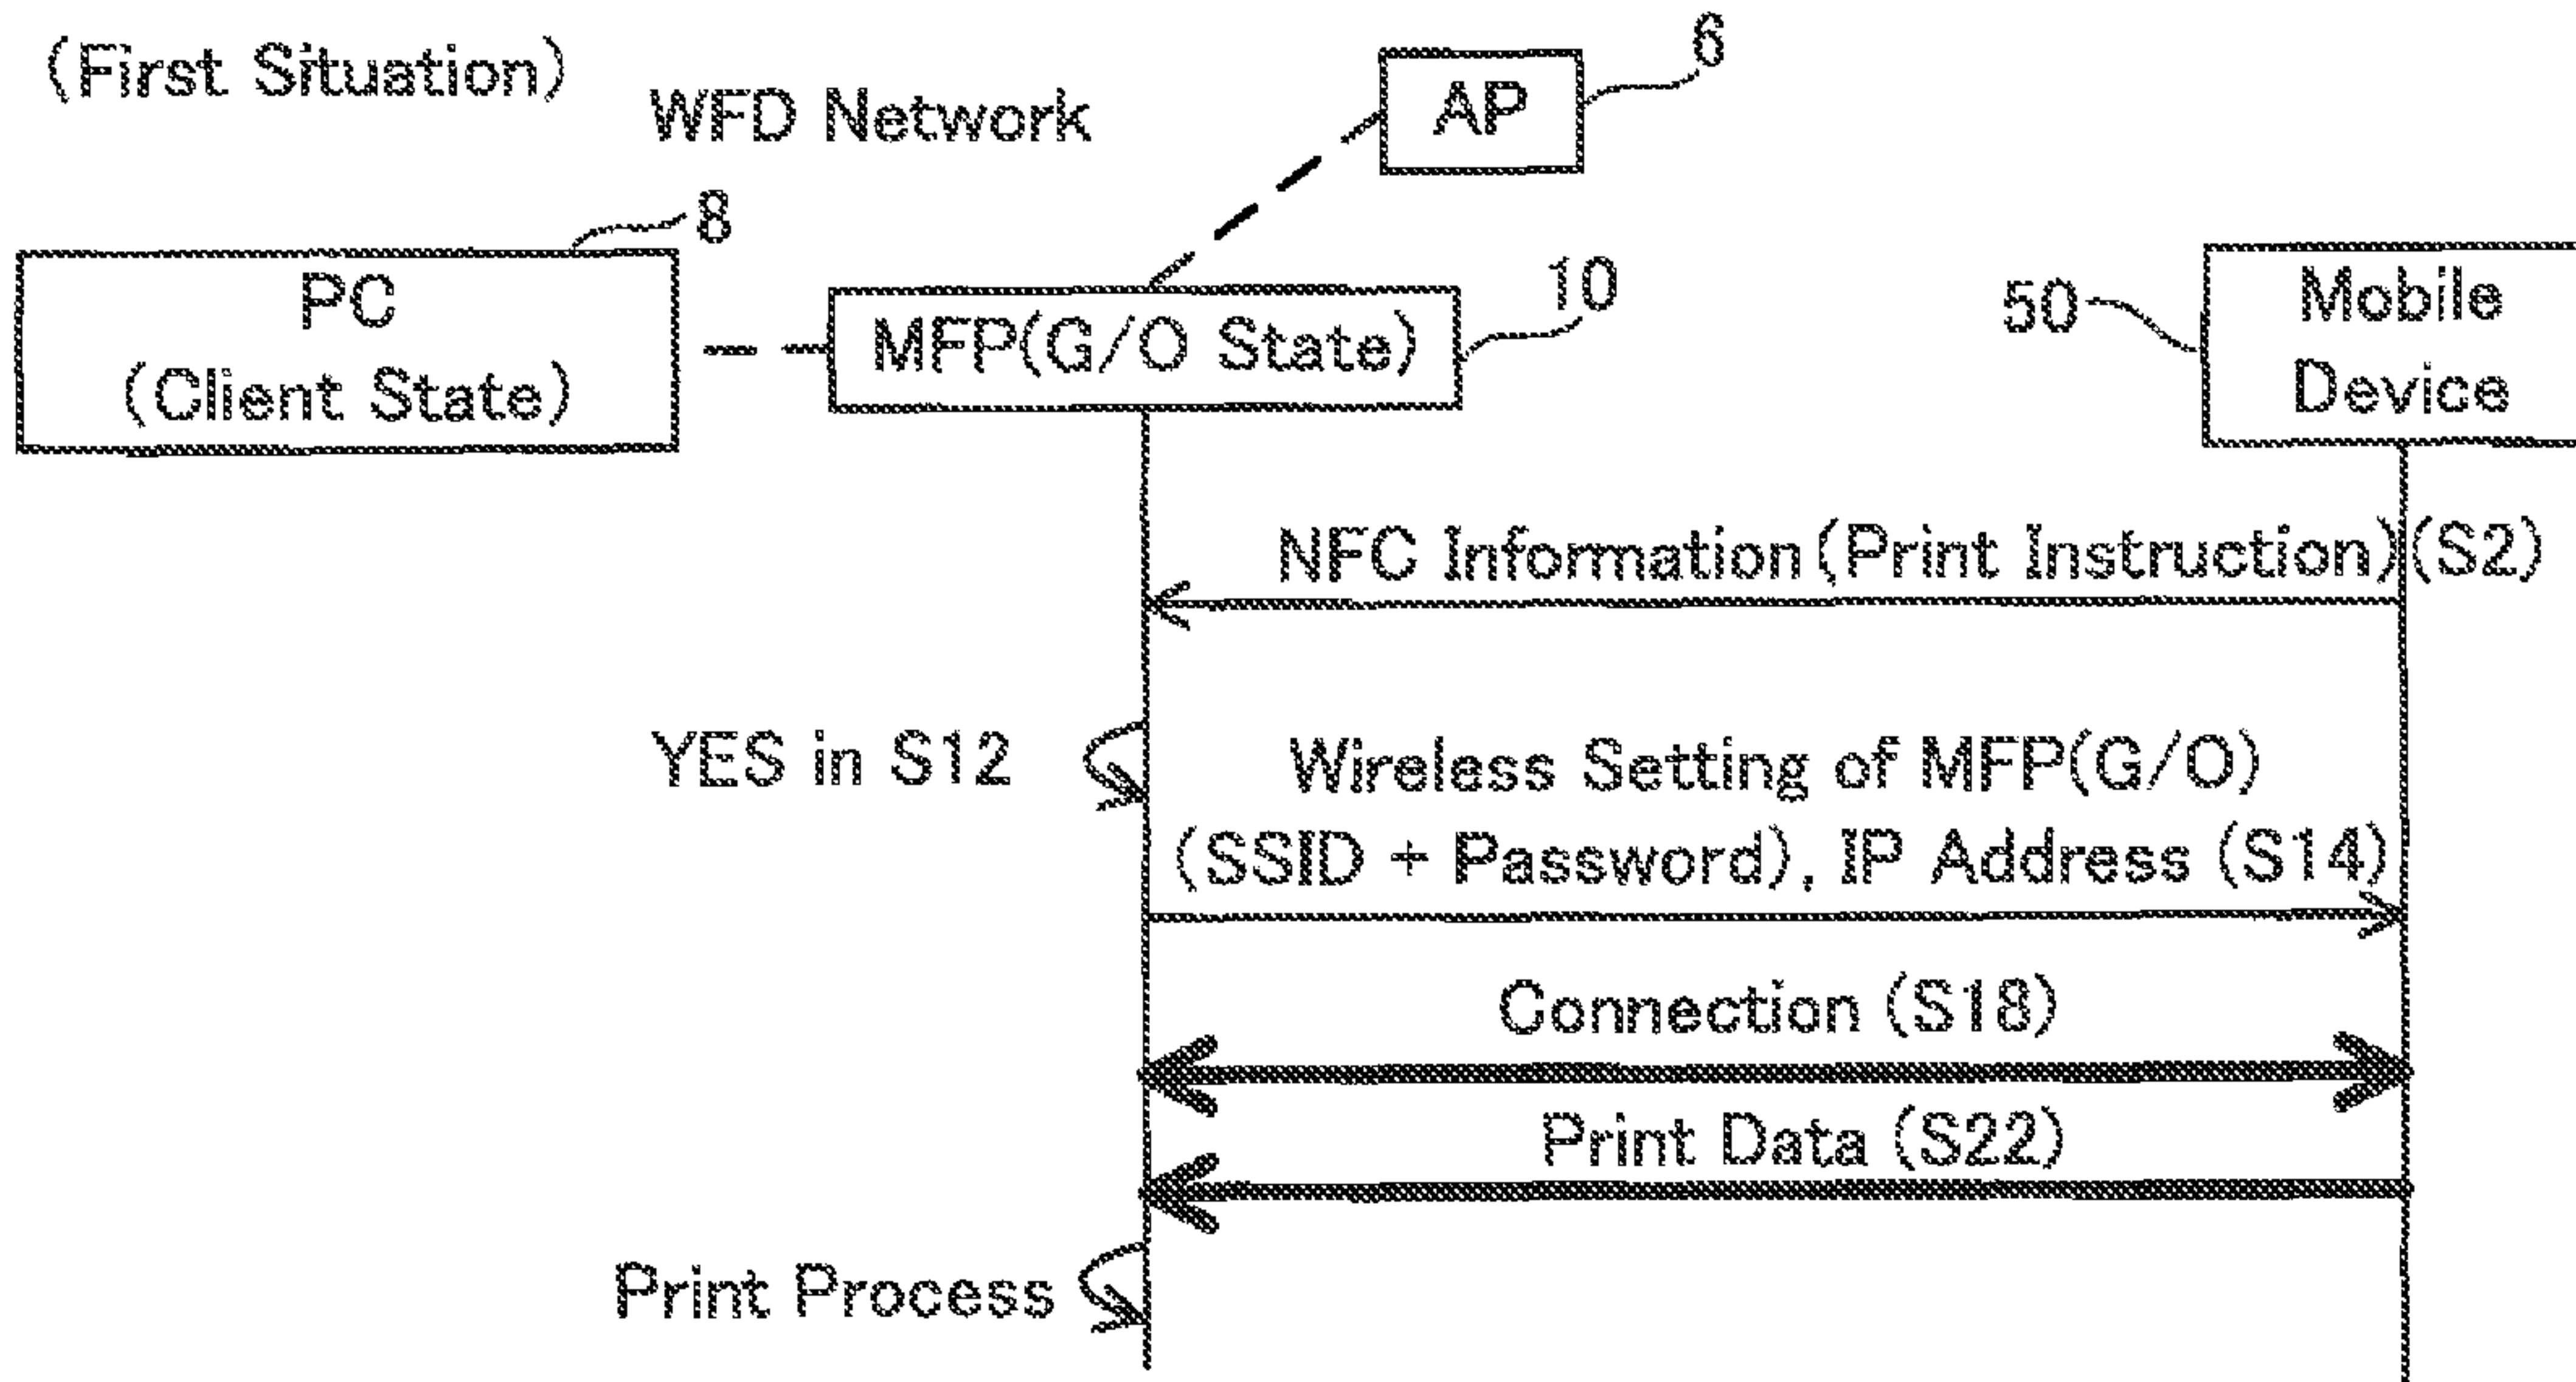 (First Situation)
WFD Network
AP
6
8
PC
(Client State)
MFP(G/O State)
10
50
Mobile
Device
NFC Information(Print Instruction)(S2)
YES in S12
Wireless Setting of MFP(G/O)
(SSID + Password), IP Address (S14)
Connection (S18)
Print Data (S22)
Print Process